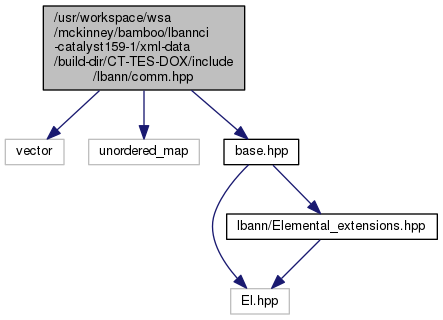 /usr/workspace/wsa
/mckinney/bamboo/lbannci
-catalyst159-1/xml-data
/build-dir/CT-TES-DOX/include
/lbann/comm.hpp
vector
unordered_map
base.hpp
lbann/Elemental_extensions.hpp
El.hpp